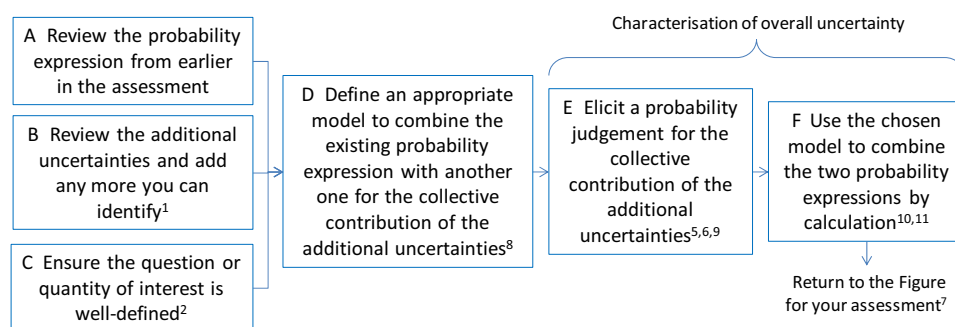 Characterisation of overall uncertainty
A Review the probability
expression from earlier
in the assessment
B Review the additional
uncertainties and add
any more you can
identify1
C Ensure the question or
quantity of interest is
well-defined2
D Define an appropriate
model to combine the
existing probability
expression with another
one for the collective
contribution of the
additional uncertainties8
E Elicit a probability
judgement for the
collective
contribution of the
additional
uncertainties5,6,9
F Use the chosen
model to combine
the two probability
expressions by
calculation10,11
Return to the Figure
for your assessment7